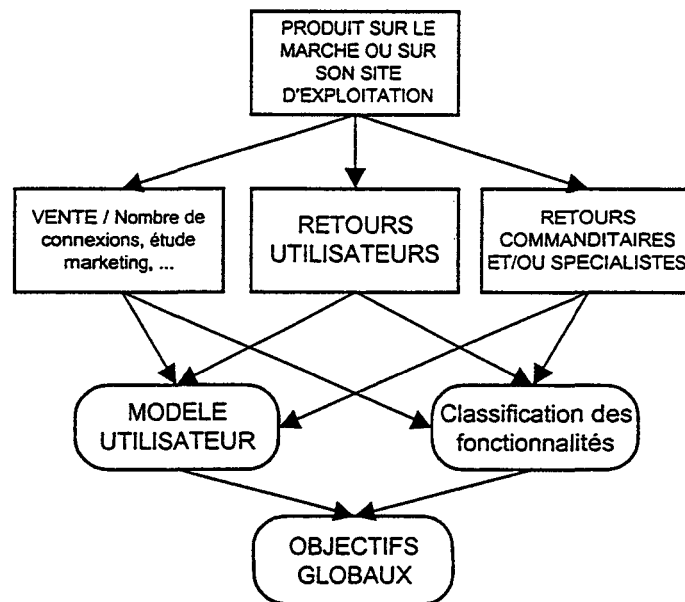 PRODUIT SUR LE
MARCHE OU SUR
SON SITE
D'EXPLOITATION
VENTE / Nombre de
connexions, étude
marketing, ...
RETOURS
UTILISATEURS
RETOURS
COMMANDITAIRES
ET/OU SPECIALISTES
MODELE
UTILISATEUR
Classification des
fonctionnalités
OBJECTIFS
GLOBAUX